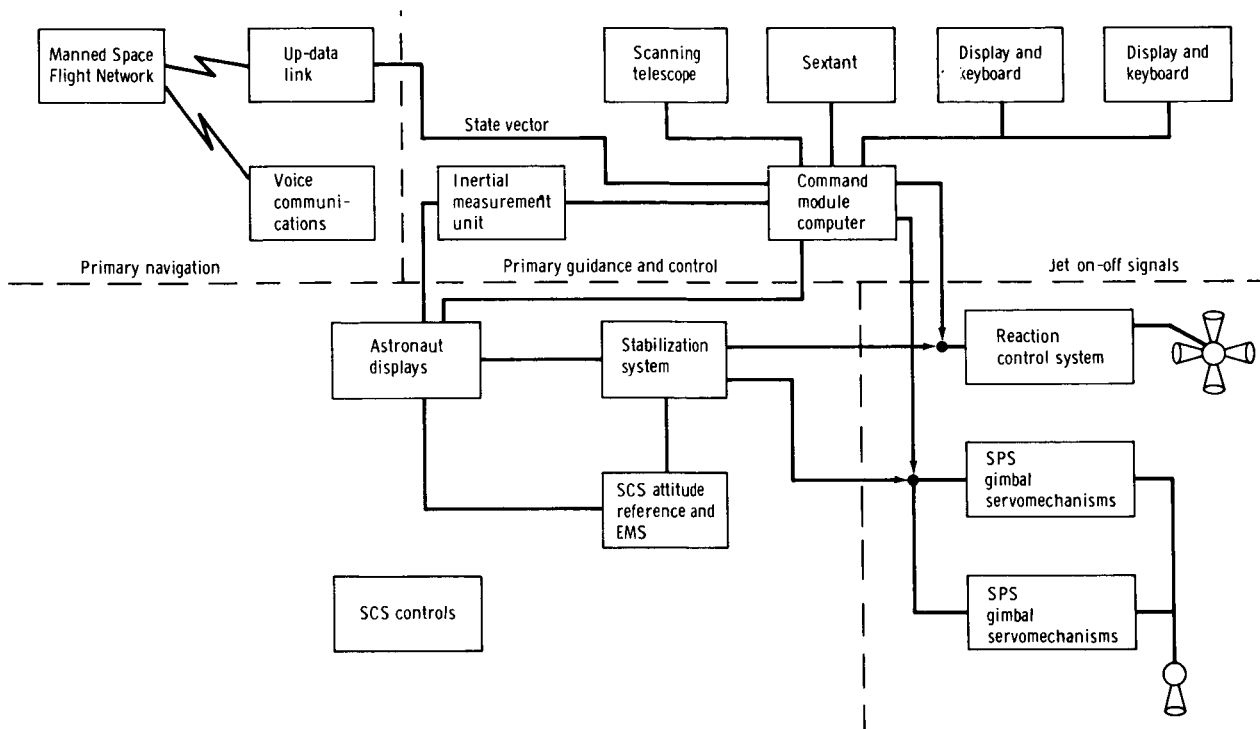 Manned Space
Flight Network
Up-data
link
Scanning
telescope
Sextant
Display and
keyboard
Display and
keyboard
State vector
Voice
communi-
cations
Inertial
measurement
unit
Command
module
computer
Primary navigation
Primary guidance and control
Jet on-off signals
Astronaut
displays
Stabilization
system
Reaction
control system
SCS attitude
reference and
EMS
SPS
gimbal
servomechanisms
SCS controls
SPS
gimbal
servomechanisms